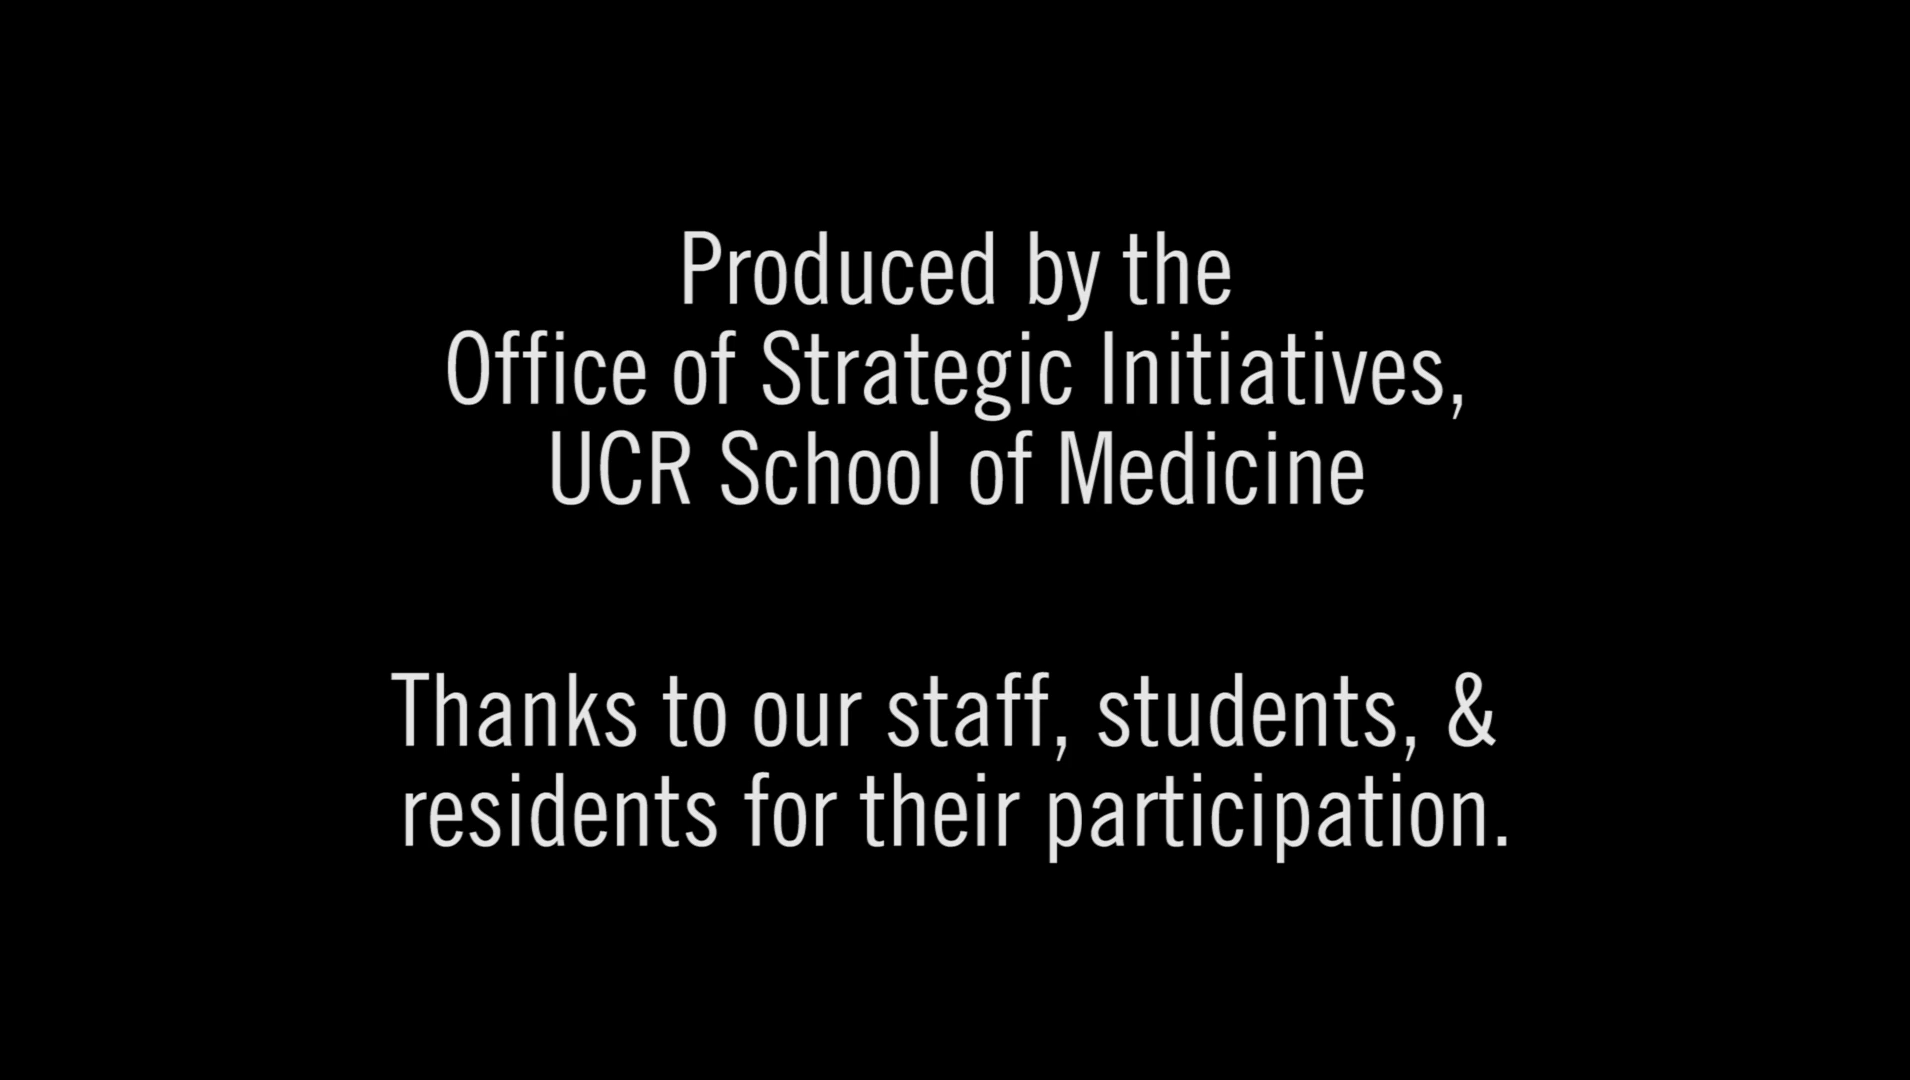 Produced by the
Office of Strategic Initiatives,
UCR School of Medicine
Thanks to our staff, students, &
residents for their participation.